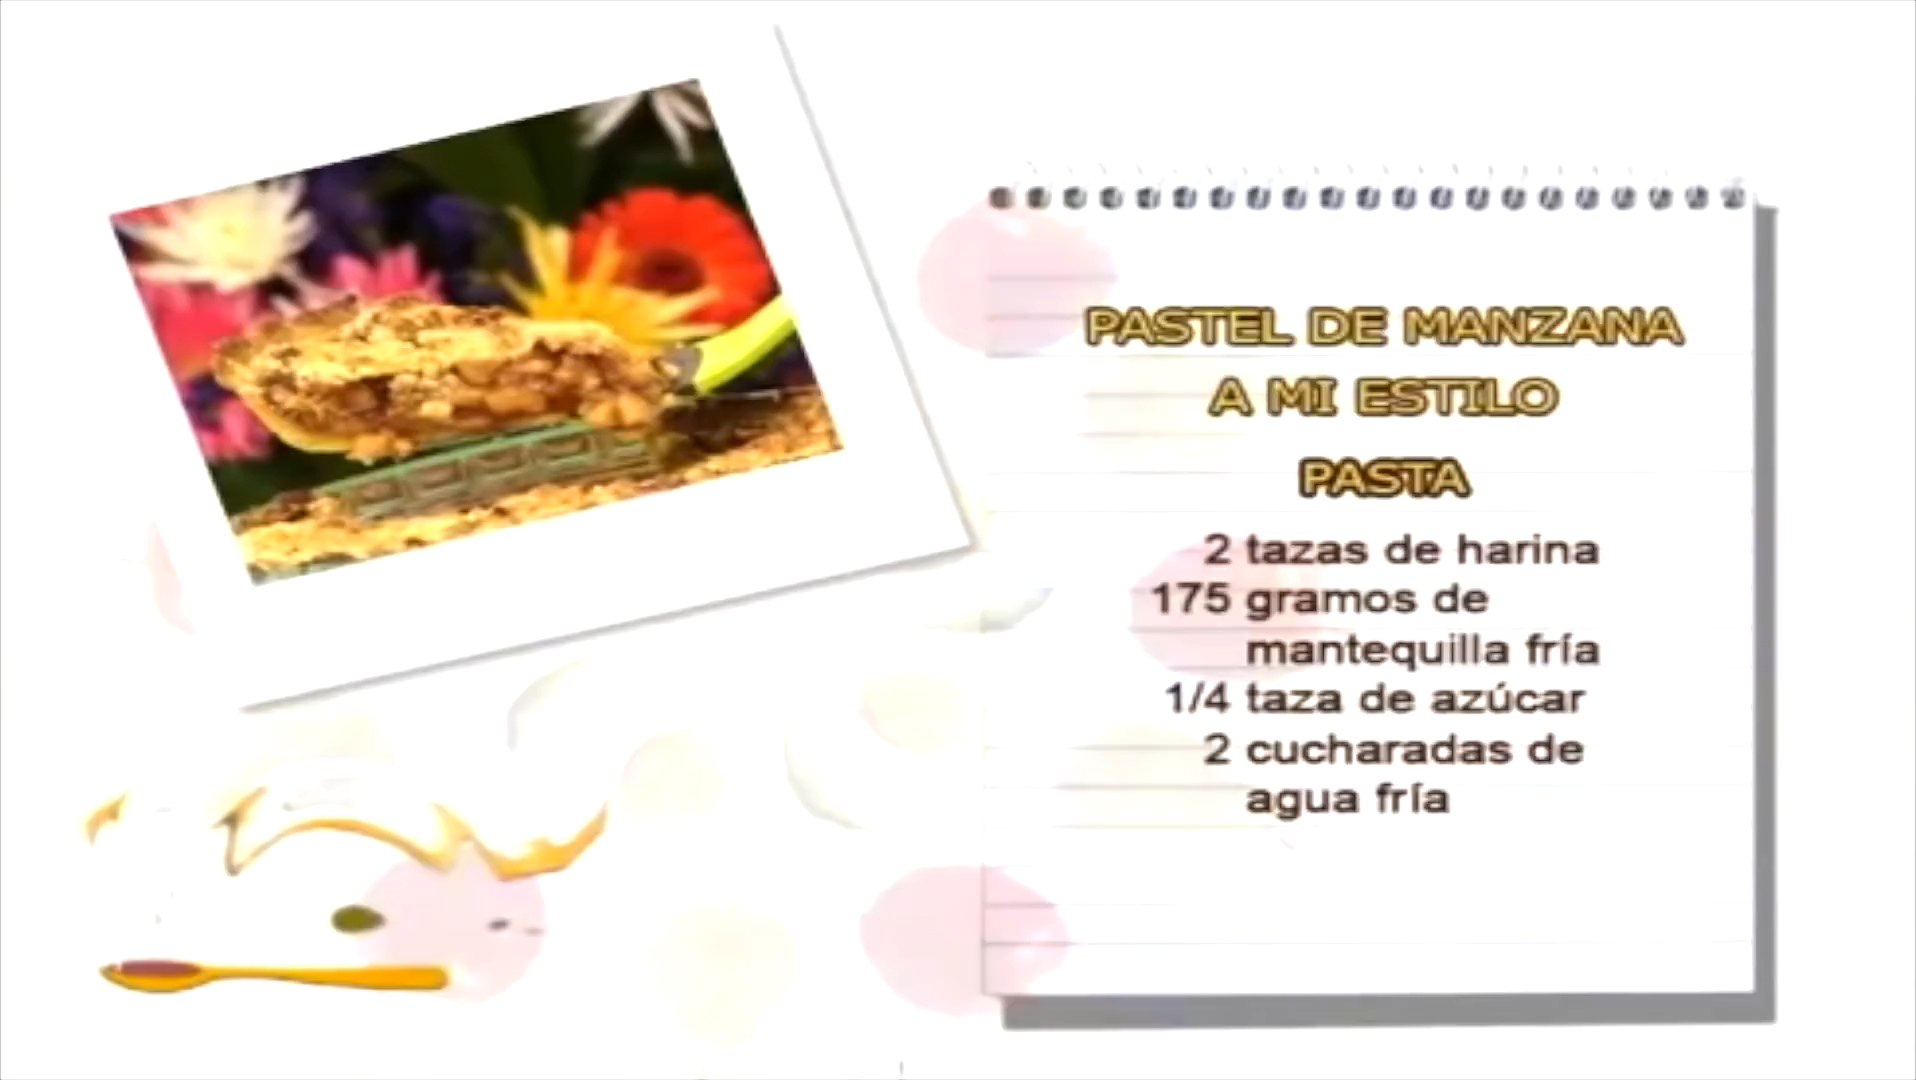 PASTEL DE MANZANA
A MI ESTILO
PASTA
2 tazas de harina
175 gramos de
mantequilla fría
1/4 taza de azúcar
2 cucharadas de
agua fría